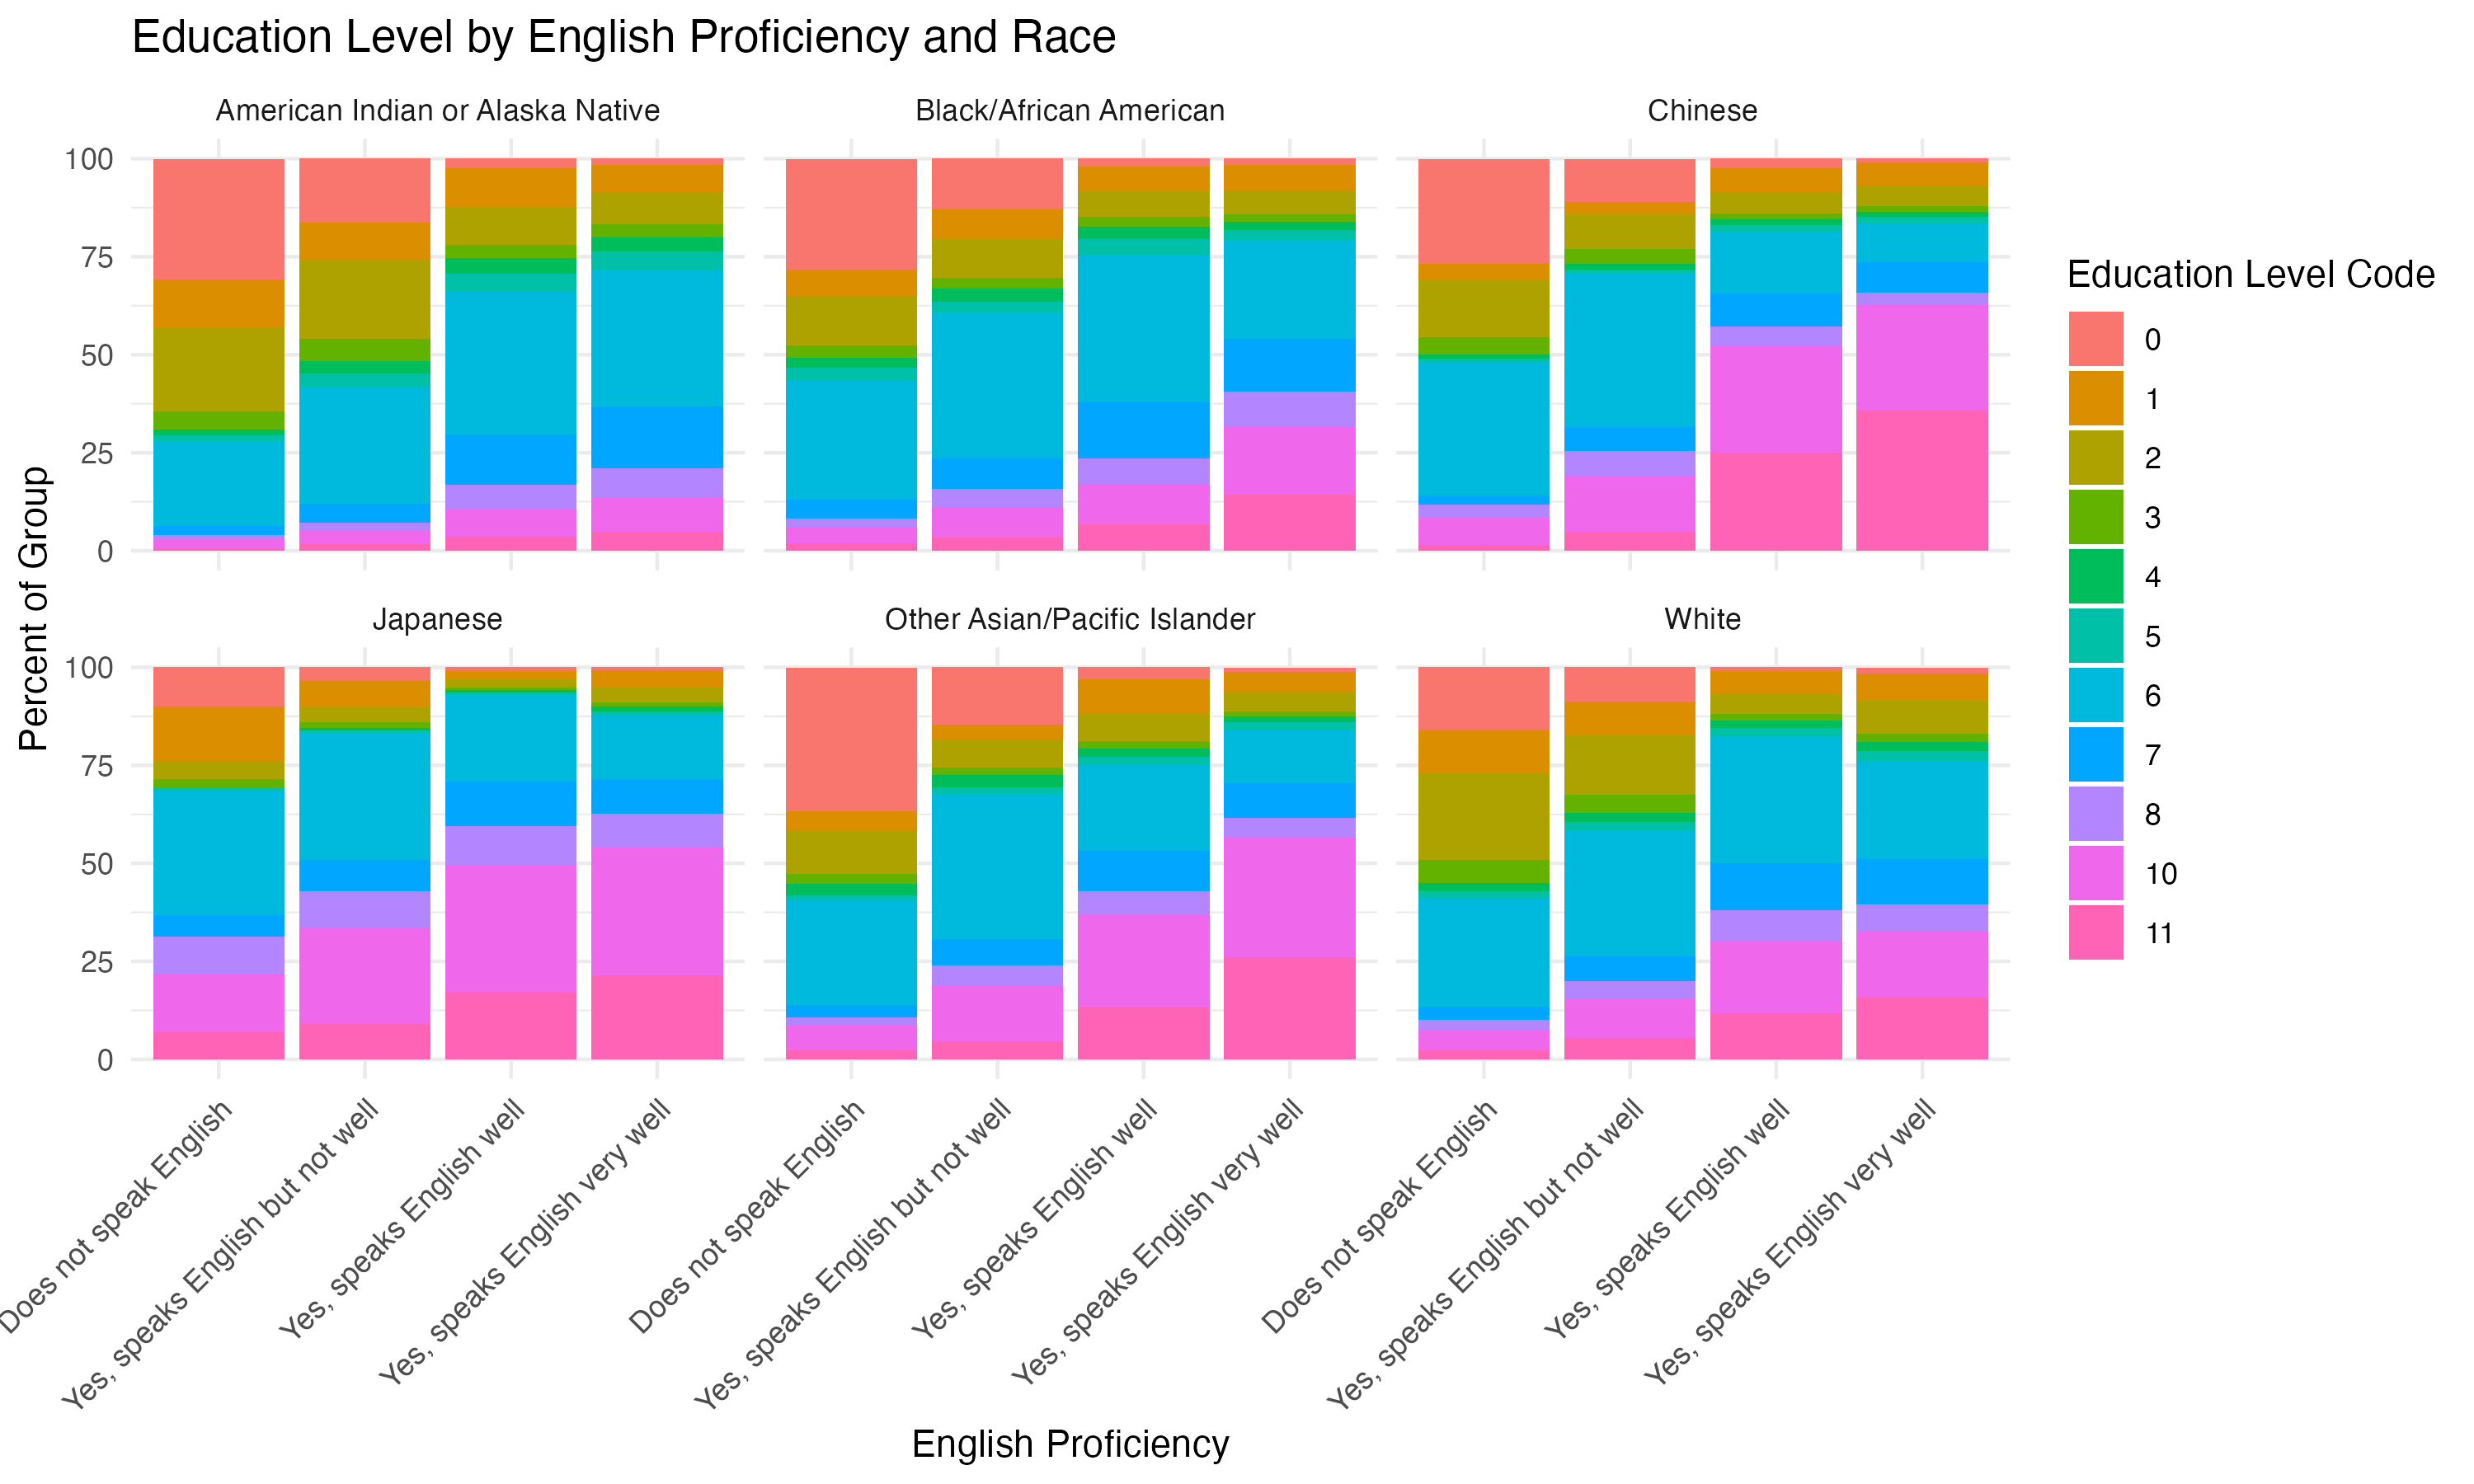 Education Level by English Proficiency and Race
American Indian or Alaska Native
Black/African American
Chinese
100
75
50
25
0
Percent of Group
Japanese
Other Asian/Pacific Islander
White
100
75
50
25
0
Does not speak English
Yes, speaks English but not well
Yes, speaks English well
Yes, speaks English very well
Does not speak English
Yes, speaks English but not well
Yes, speaks English well
Yes, speaks English very well
Does not speak English
Yes, speaks English but not well
Yes, speaks English well
Yes, speaks English very well
English Proficiency
Education Level Code
0
1
2
3
4
5
6
7
8
10
11